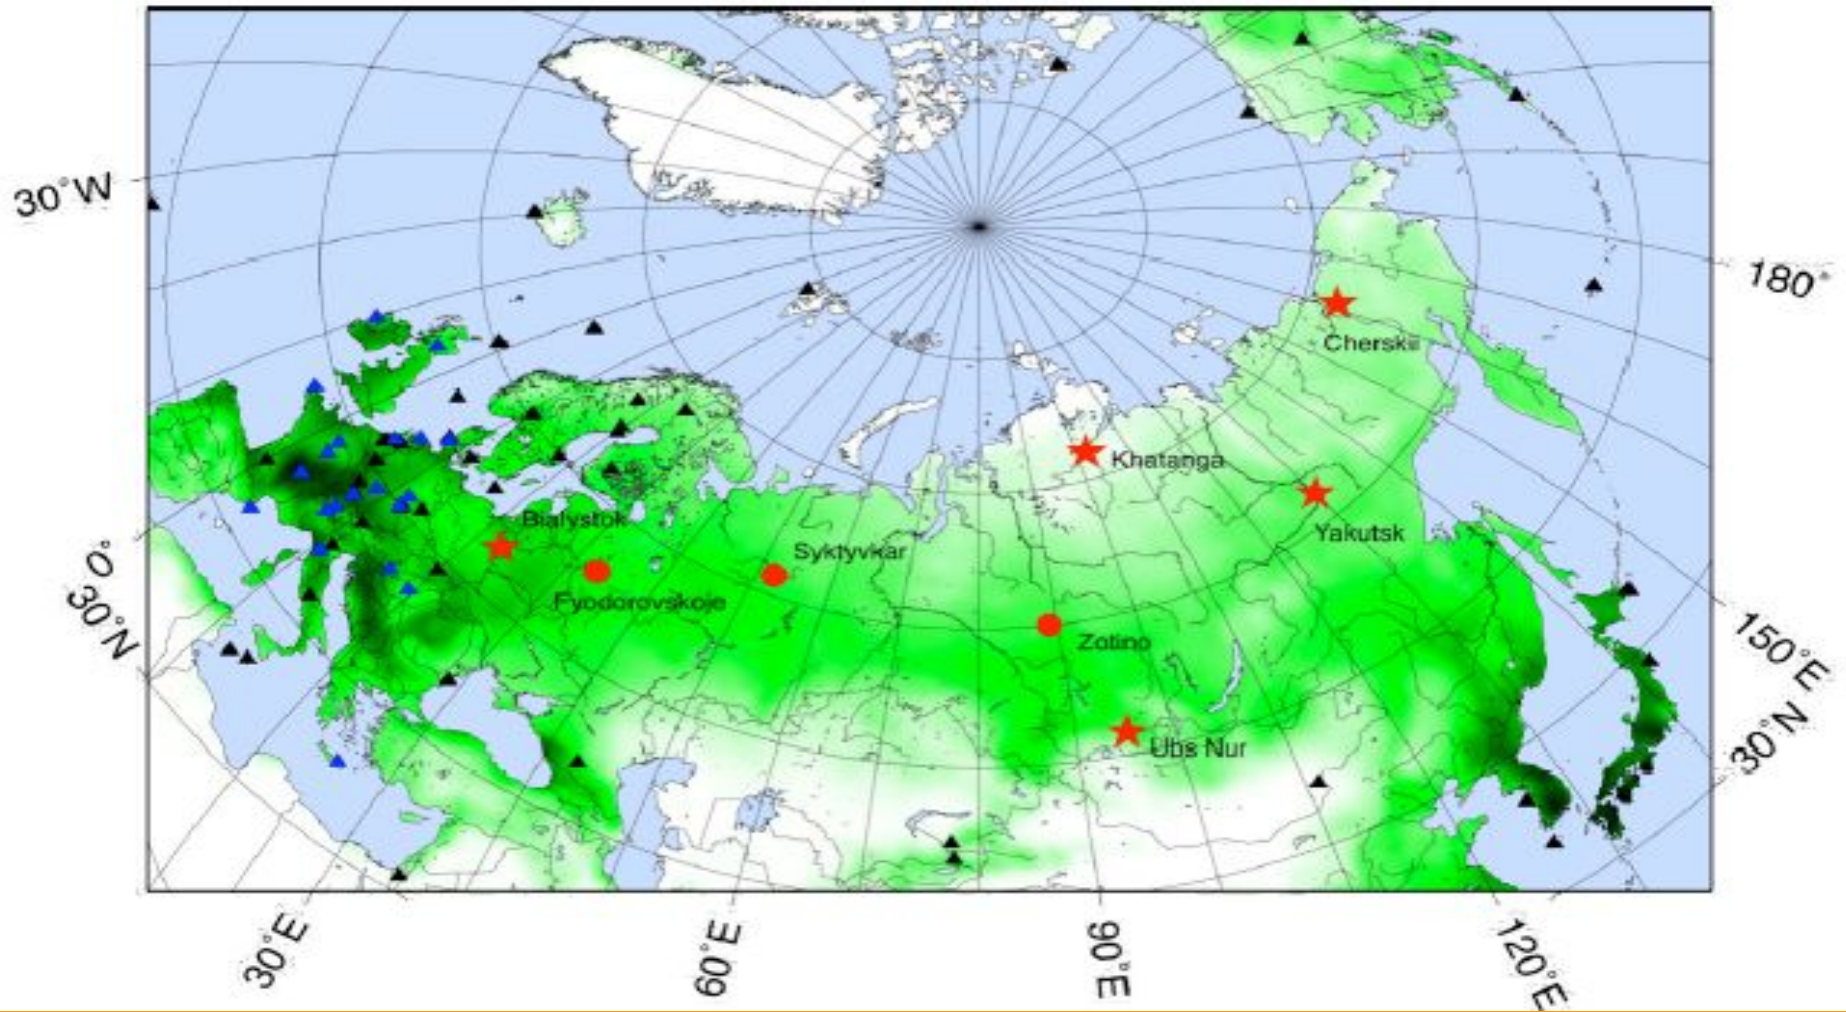 30°W
180°
Cherskii
Khatanga
Bialystok
Yakutsk
Syktyvkar
0°
Fyodorovskoje
30°N
Zotino
150°E
30°N
Ubs Nur
30°E
60°E
90°E
120°E